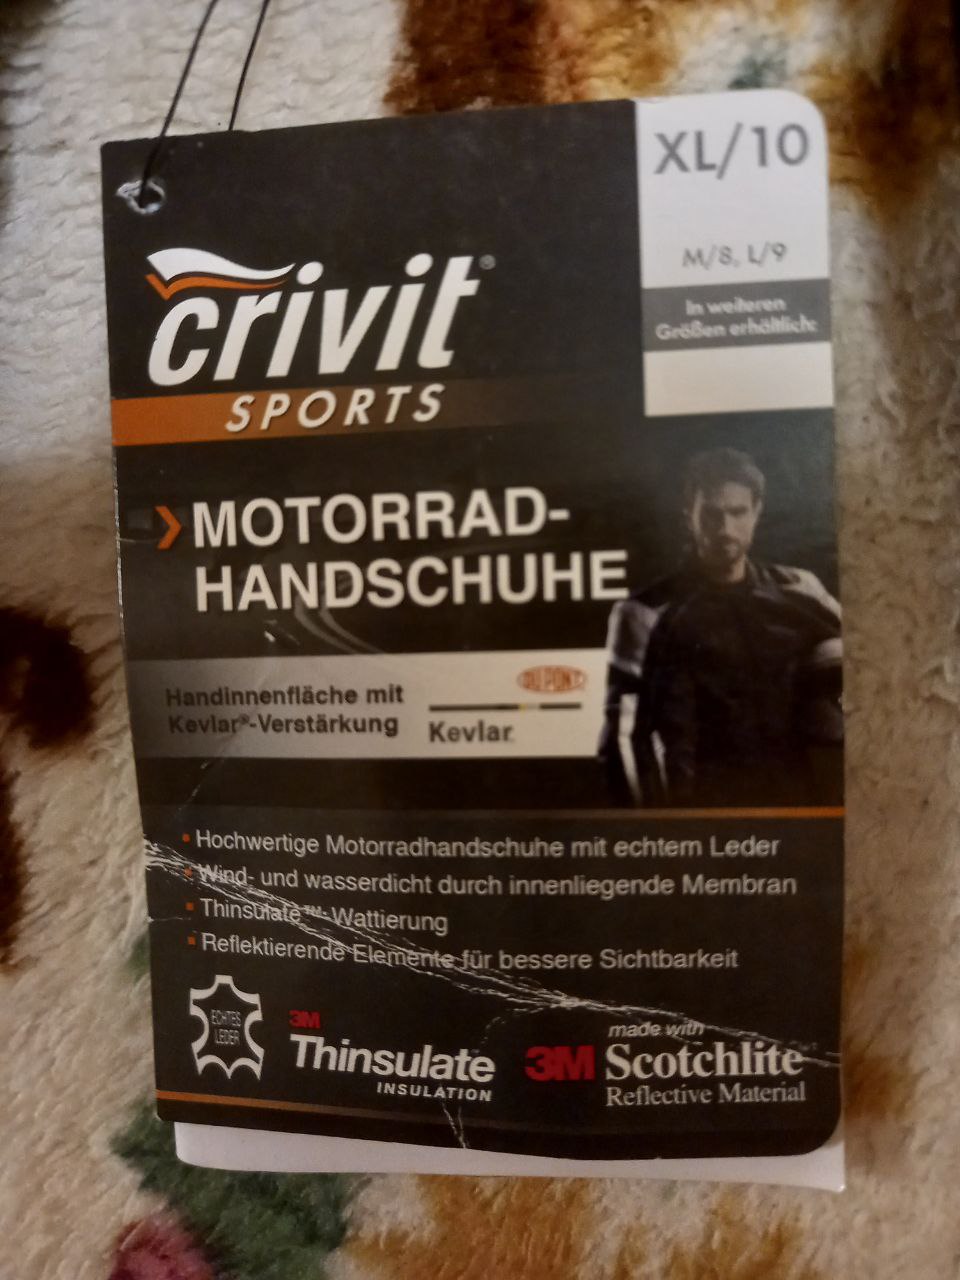 XL/10
M/8, L/9
In weiteren
Größen erhältlich:
crivit®
SPORTS
MOTORRAD-
HANDSCHUHE
Handinnenfläche mit
Kevlar®-Verstärkung
DUPONT
Kevlar
Hochwertige Motorradhandschuhe mit echtem Leder
Wind- und wasserdicht durch innenliegende Membran
Thinsulate™-Wattierung
Reflektierende Elemente für bessere Sichtbarkeit
ECHTES
LEDER
3M
Thinsulate
INSULATION
made with
3M Scotchlite
Reflective Material